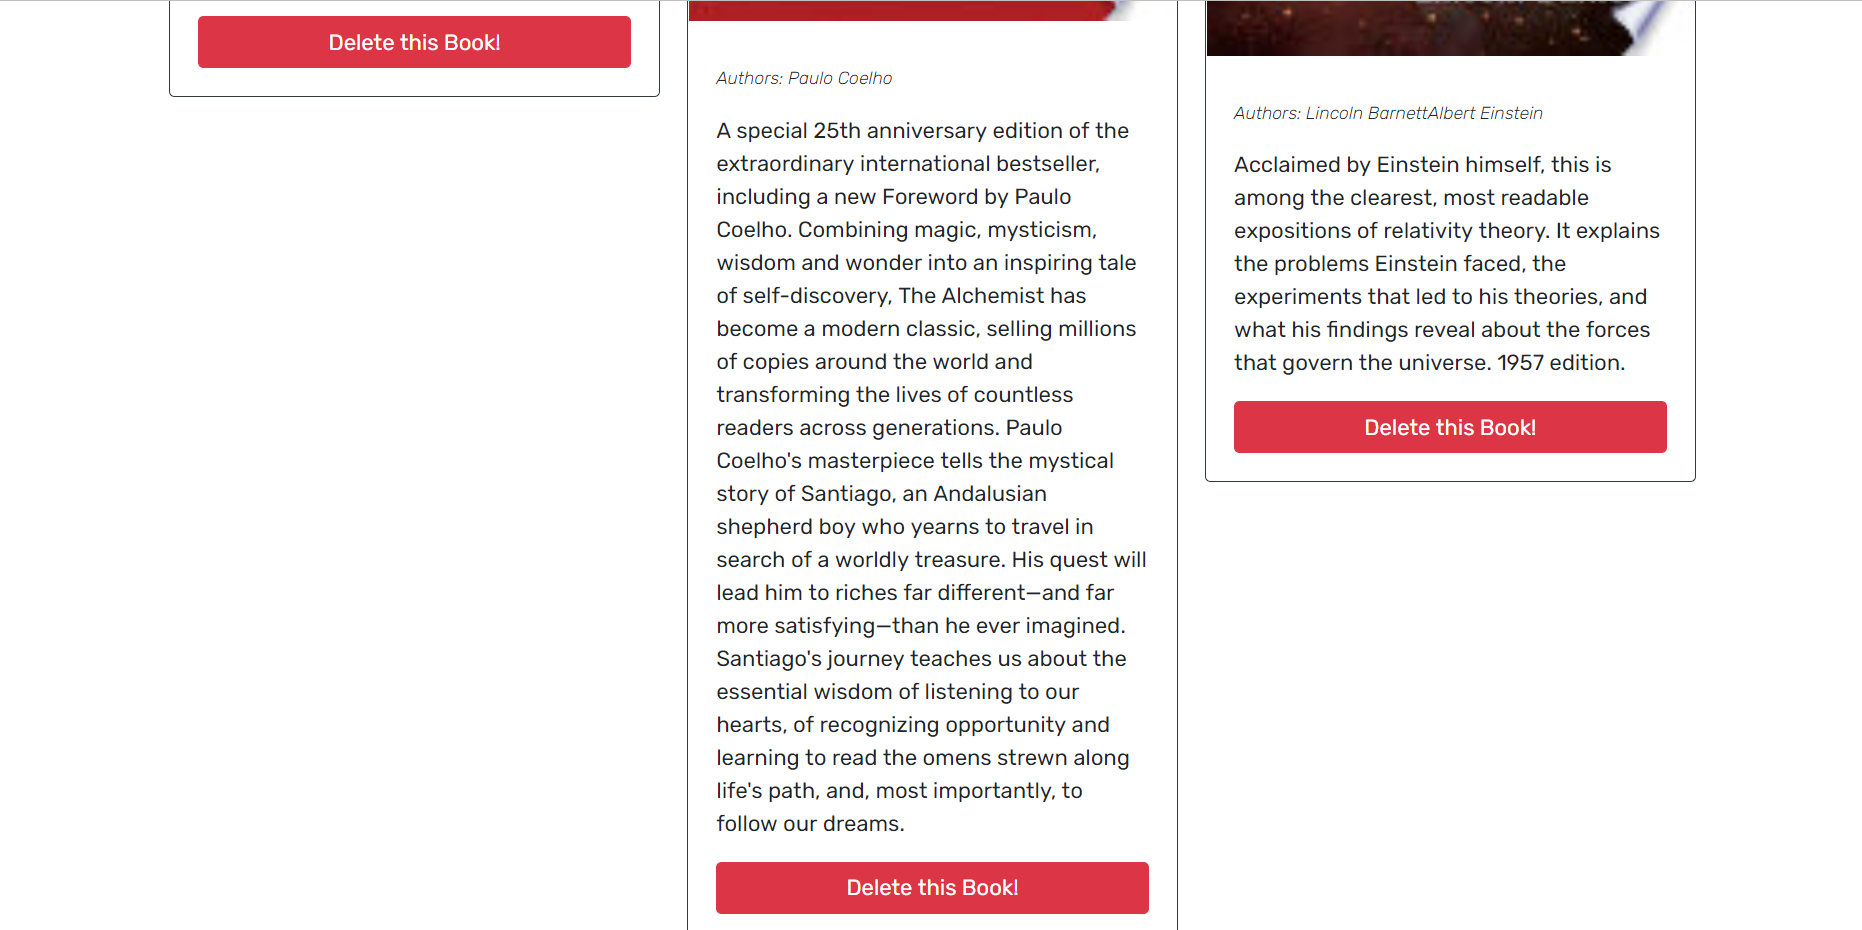 Delete this Book!
Authors: Paulo Coelho
A special 25th anniversary edition of the
extraordinary international bestseller,
including a new Foreword by Paulo
Coelho. Combining magic, mysticism,
wisdom and wonder into an inspiring tale
of self-discovery, The Alchemist has
become a modern classic, selling millions
of copies around the world and
transforming the lives of countless
readers across generations. Paulo
Coelho's masterpiece tells the mystical
story of Santiago, an Andalusian
shepherd boy who yearns to travel in
search of a worldly treasure. His quest will
lead him to riches far different—and far
more satisfying—than he ever imagined.
Santiago's journey teaches us about the
essential wisdom of listening to our
hearts, of recognizing opportunity and
learning to read the omens strewn along
life's path, and, most importantly, to
follow our dreams.
Delete this Book!
Authors: Lincoln BarnettAlbert Einstein
Acclaimed by Einstein himself, this is
among the clearest, most readable
expositions of relativity theory. It explains
the problems Einstein faced, the
experiments that led to his theories, and
what his findings reveal about the forces
that govern the universe. 1957 edition.
Delete this Book!